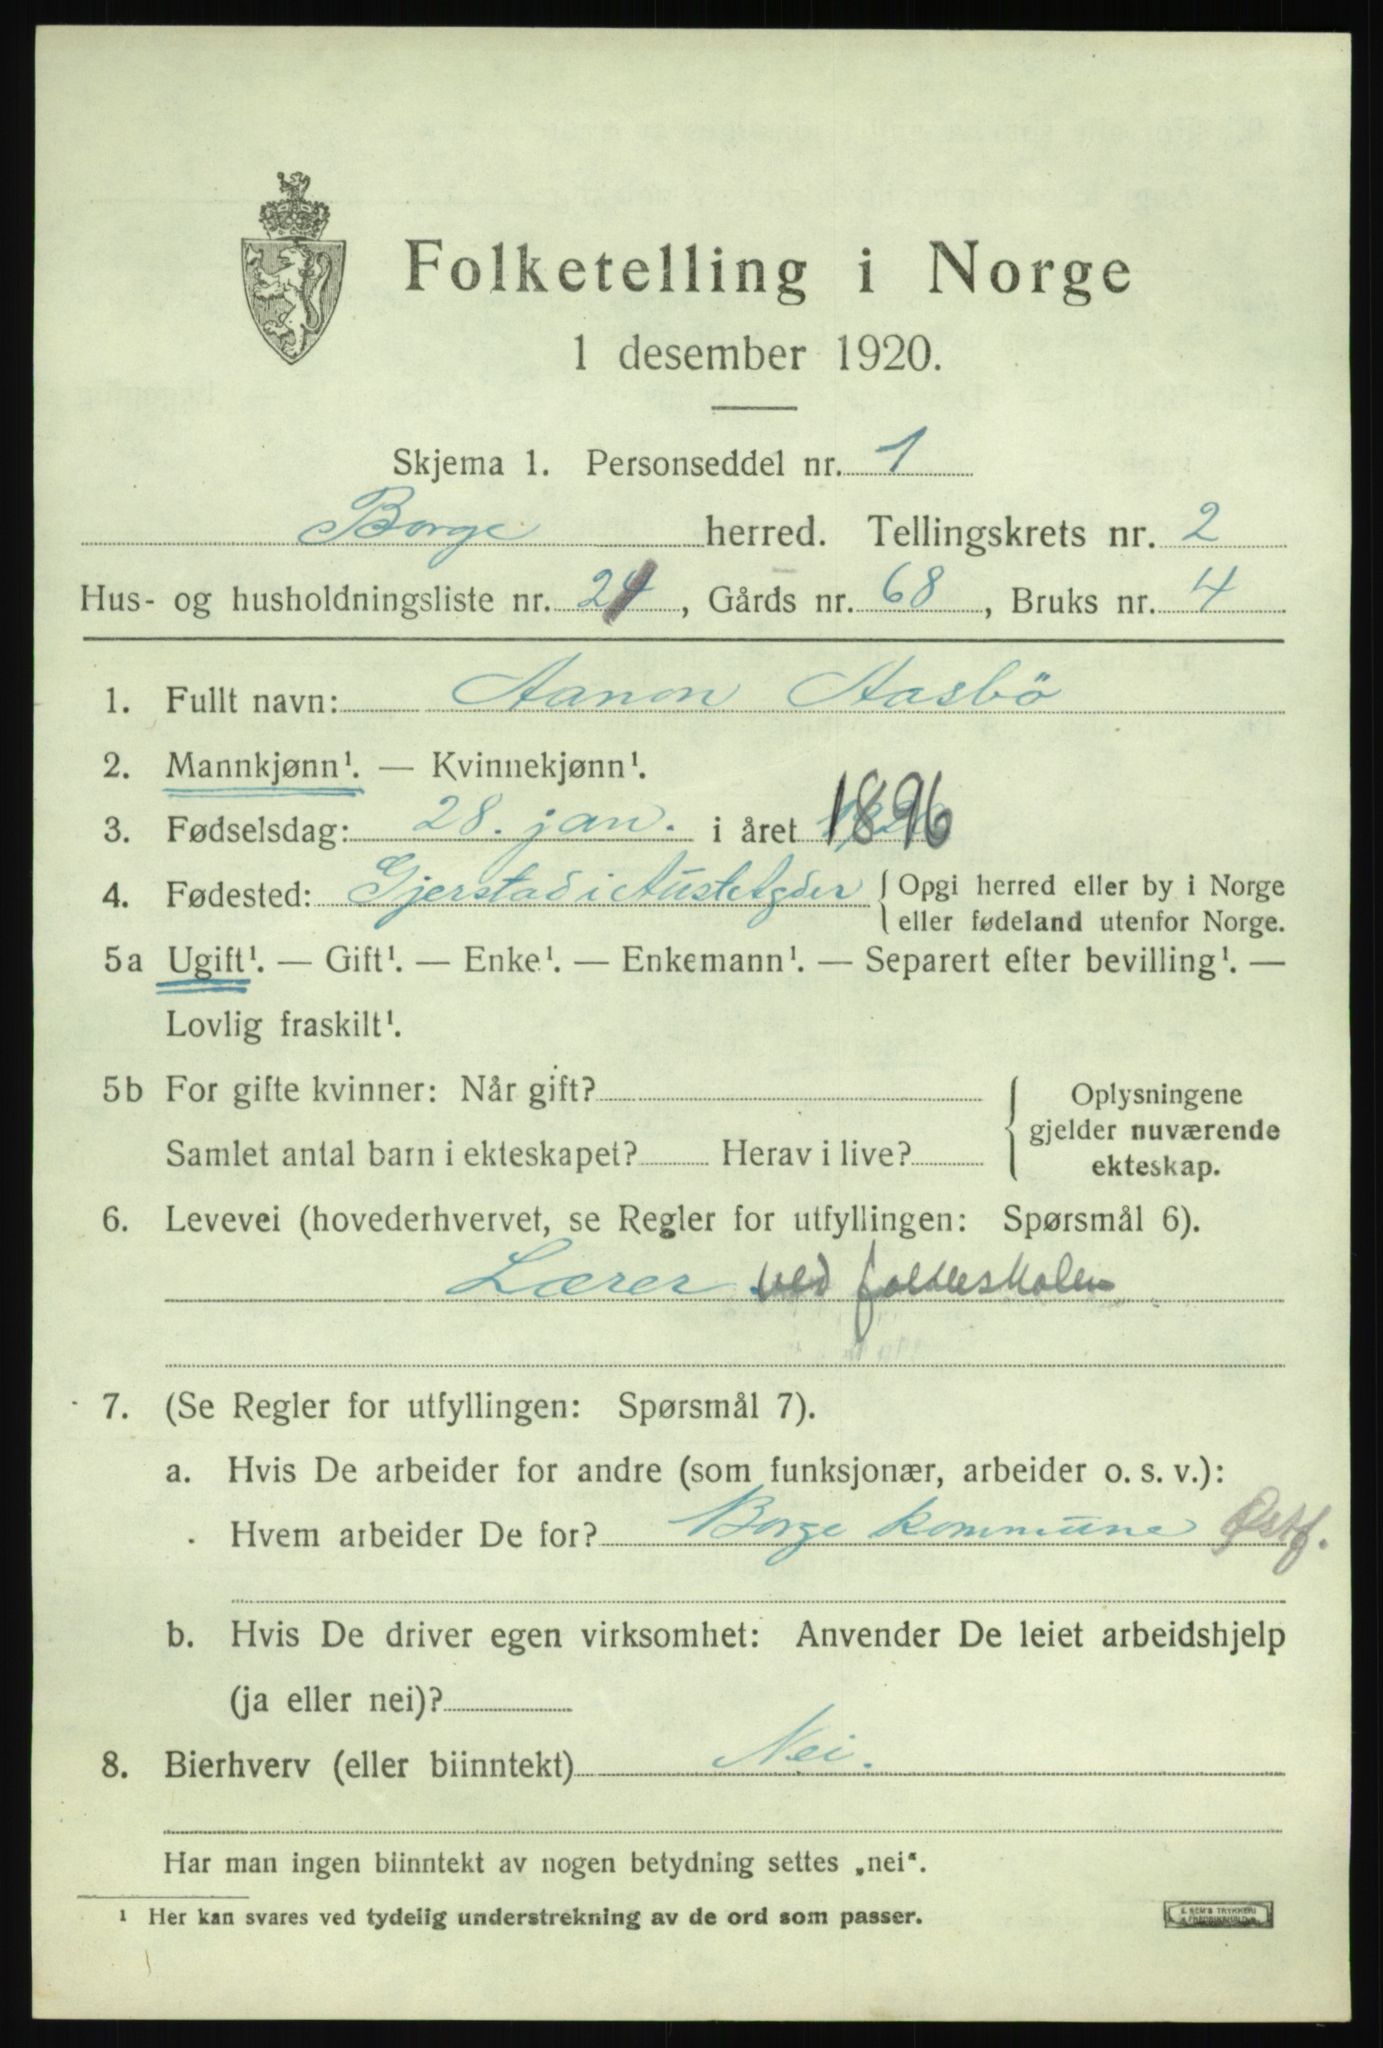 Folketelling i Norge
1 desember 1920.
Skjema 1. Personseddel nr. 1
Borge herred. Tellingskrets nr. 2
Hus- og husholdningsliste nr. 21, Gårds nr. 68, Bruks nr. 4
1. Fullt navn: Aanon Aasbö
2. Mannkjønn¹. — Kvinnekjønn¹.
3. Fødselsdag: 28. jan. i året 1896
4. Fødested: Gjerstad i Aust Agder { Opgi herred eller by i Norge
eller fødeland utenfor Norge.
5a Ugift¹. — Gift¹. — Enke¹. — Enkemann¹. — Separert efter bevilling¹. —
Lovlig fraskilt¹.
5b For gifte kvinner: Når gift?
Samlet antal barn i ekteskapet? Herav i live?
{ Oplysningene
gjelder nuværende
ekteskap.
6. Levevei (hovederhvervet, se Regler for utfyllingen: Spørsmål 6).
Lærer ved folkeskolen
7. (Se Regler for utfyllingen: Spørsmål 7).
a. Hvis De arbeider for andre (som funksjonær, arbeider o. s. v.):
Hvem arbeider De for? Borge kommune Østf.
b. Hvis De driver egen virksomhet: Anvender De leiet arbeidshjelp
(ja eller nei)?
8. Bierhverv (eller biinntekt) Nei.
Har man ingen biinntekt av nogen betydning settes „nei“.
¹ Her kan svares ved tydelig understrekning av de ord som passer.
E. SEM'S TRYKKERI
FREDRIKSHALD